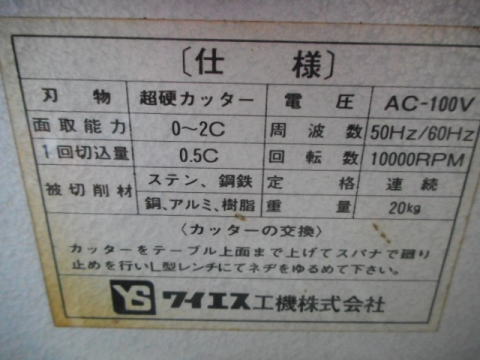 〔仕 様〕
刃物 超硬カッター 電圧 AC-100V
面取能力 0～2C 周波数 50Hz/60Hz
1回切込量 0.5C 回転数 10000RPM
被切削材 ステン、鋼鉄 定格 連続
銅、アルミ、樹脂 重量 20kg
〈カッターの交換〉
カッターをテーブル上面まで上げてスパナで廻り
止めを行いL型レンチにてネヂをゆるめて下さい。
YS ワイエス工機株式会社